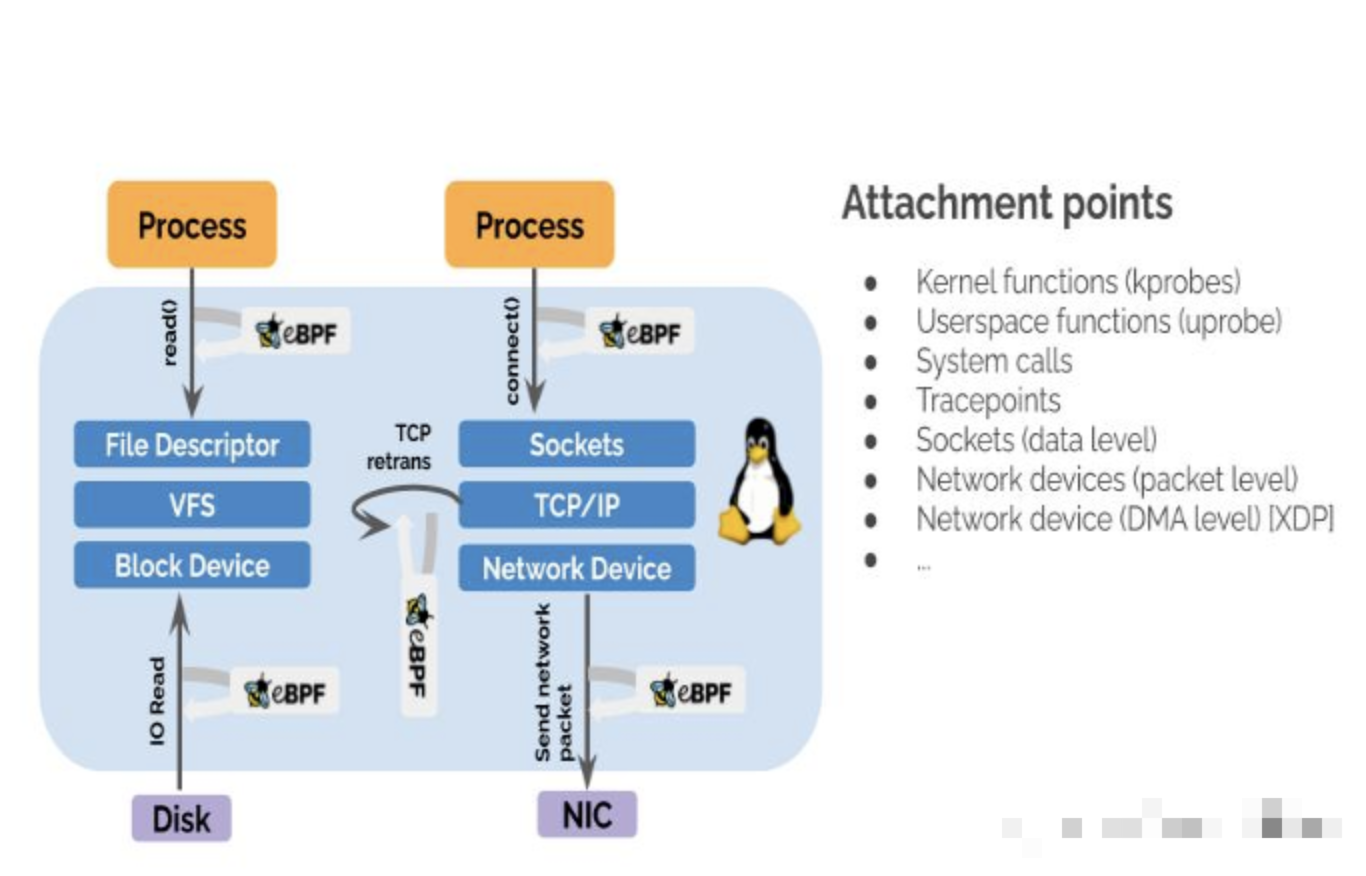 Process
Process
read()
eBPF
connect()
eBPF
File Descriptor
VFS
Block Device
TCP
retrans
Sockets
TCP/IP
Network Device
eBPF
IO Read
eBPF
Send network
packet
eBPF
Disk
NIC
Attachment points
● Kernel functions (kprobes)
● Userspace functions (uprobe)
● System calls
● Tracepoints
● Sockets (data level)
● Network devices (packet level)
● Network device (DMA level) [XDP]
● ...